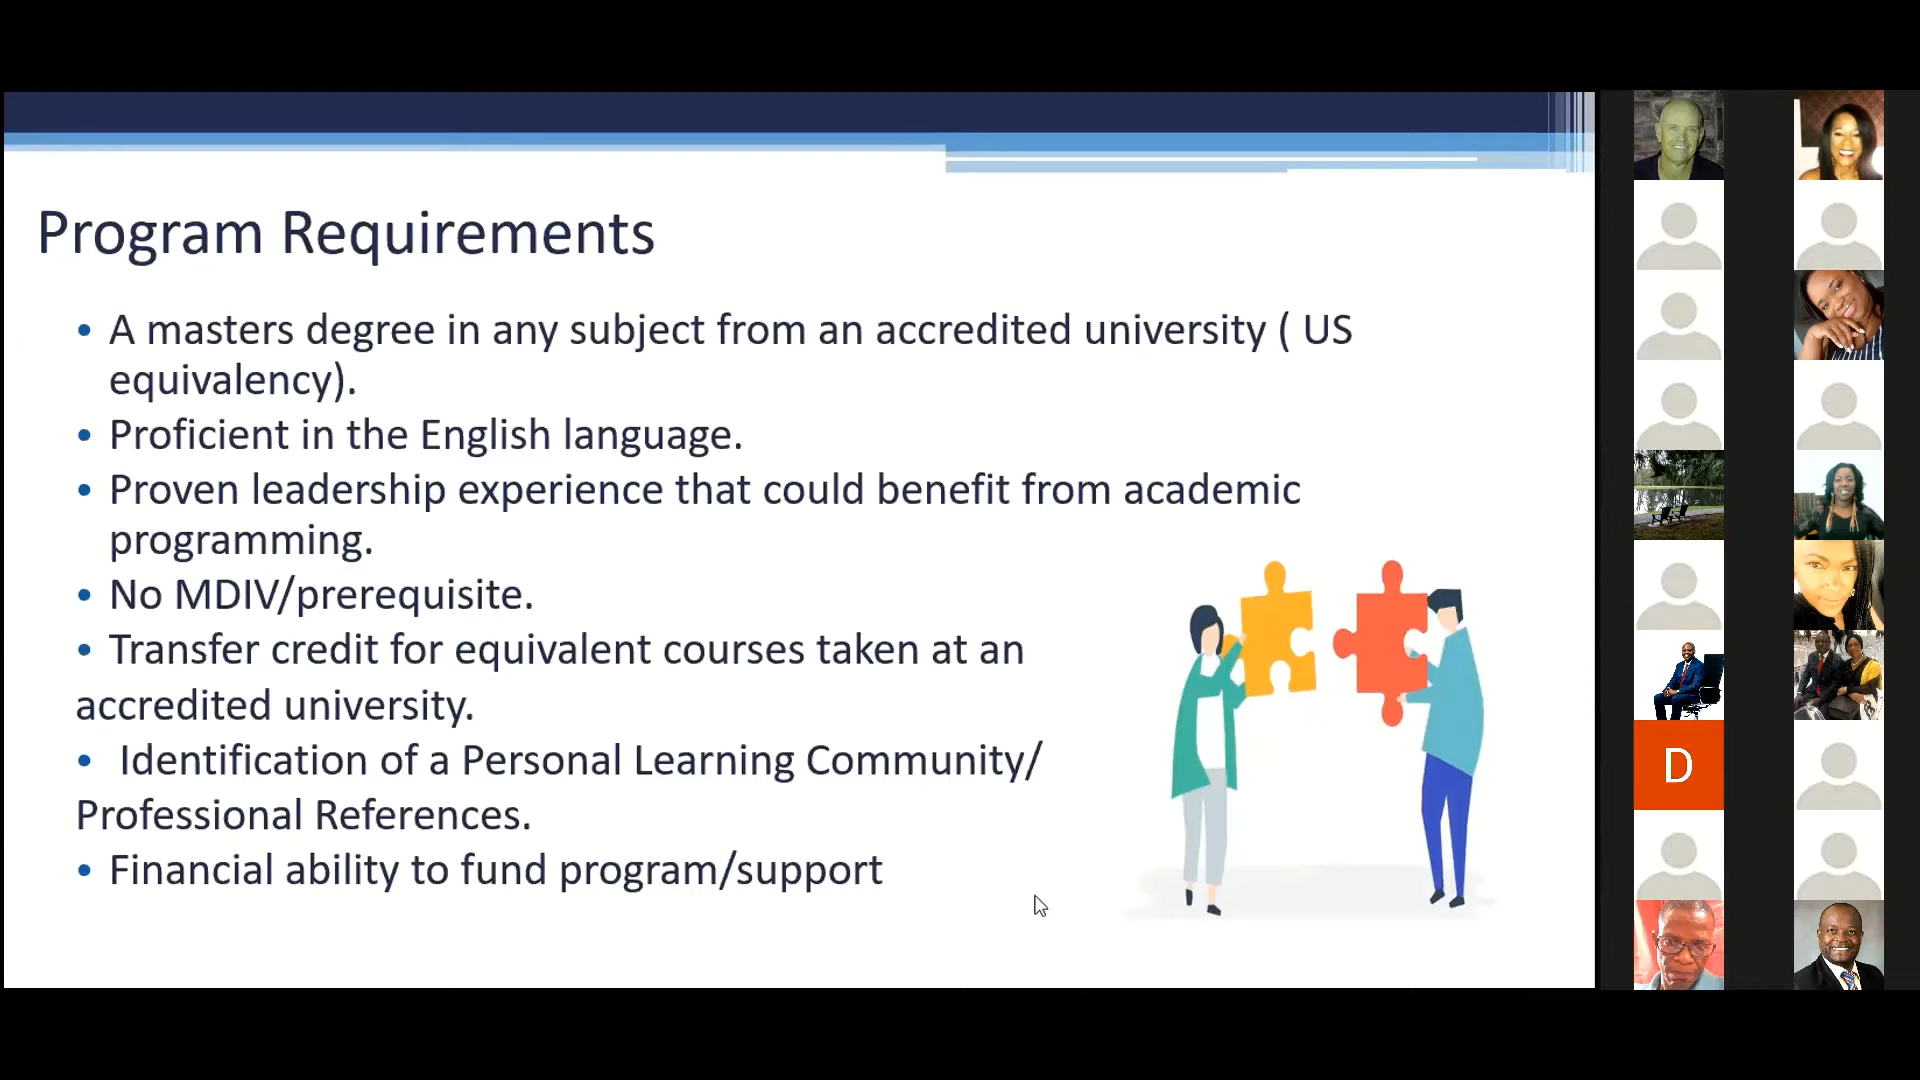 Program Requirements
• A masters degree in any subject from an accredited university ( US
equivalency).
• Proficient in the English language.
• Proven leadership experience that could benefit from academic
programming.
• No MDIV/prerequisite.
• Transfer credit for equivalent courses taken at an
accredited university.
• Identification of a Personal Learning Community/
Professional References.
• Financial ability to fund program/support
D